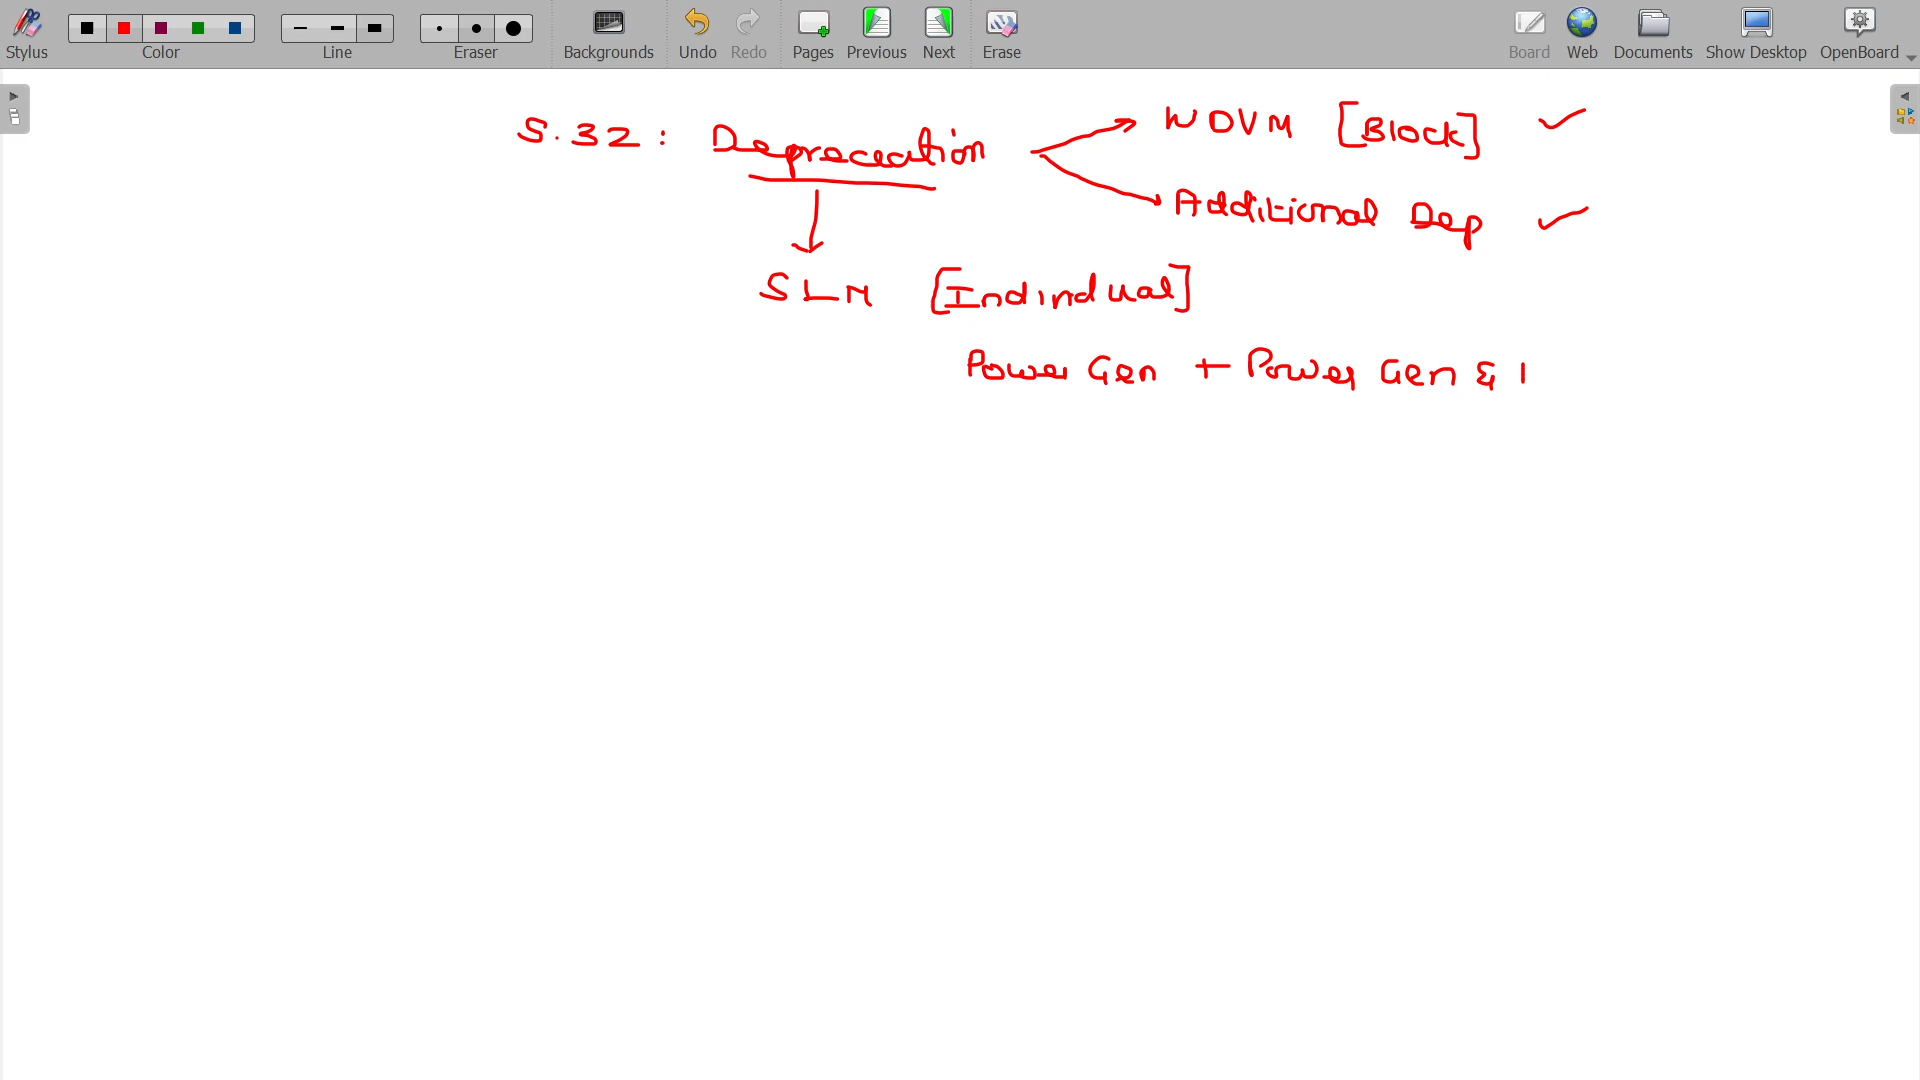 Stylus Color Line Eraser Backgrounds Undo Redo Pages Previous Next Erase Board Web Documents Show Desktop OpenBoard
S.32 : Depreciation
WDVM [Block] ✓
Additional Dep ✓
SLM [Individual]
Power Gen + Power Gen & 1